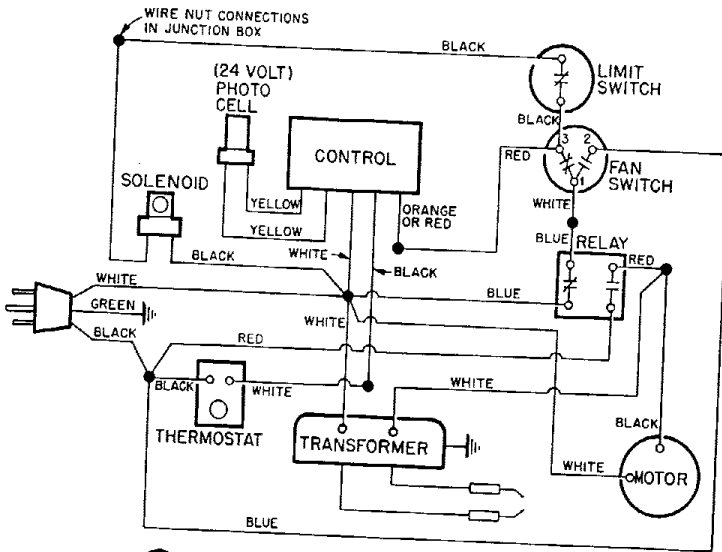 WIRE NUT CONNECTIONS
IN JUNCTION BOX
BLACK
(24 VOLT)
PHOTO
CELL
LIMIT
SWITCH
BLACK
CONTROL
3 2
RED
1
FAN
SWITCH
SOLENOID
YELLOW
ORANGE
OR RED
WHITE
YELLOW
BLACK
WHITE
BLACK
BLUE
RELAY
RED
WHITE
BLUE
GREEN
WHITE
BLACK
RED
BLACK
WHITE
WHITE
THERMOSTAT
TRANSFORMER
BLACK
WHITE
MOTOR
BLUE